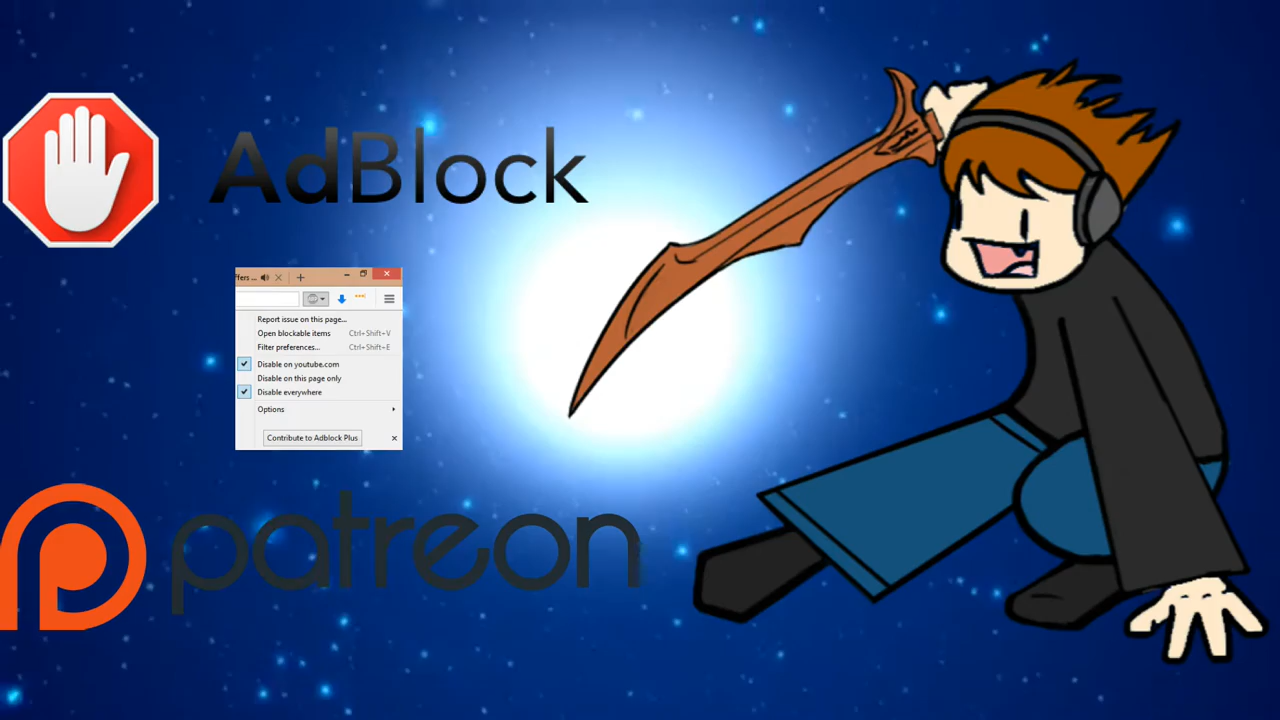 AdBlock
ffers ...
Report issue on this page...
Open blockable items Ctrl+Shift+V
Filter preferences... Ctrl+Shift+E
Disable on youtube.com
Disable on this page only
Disable everywhere
Options
Contribute to Adblock Plus
patreon